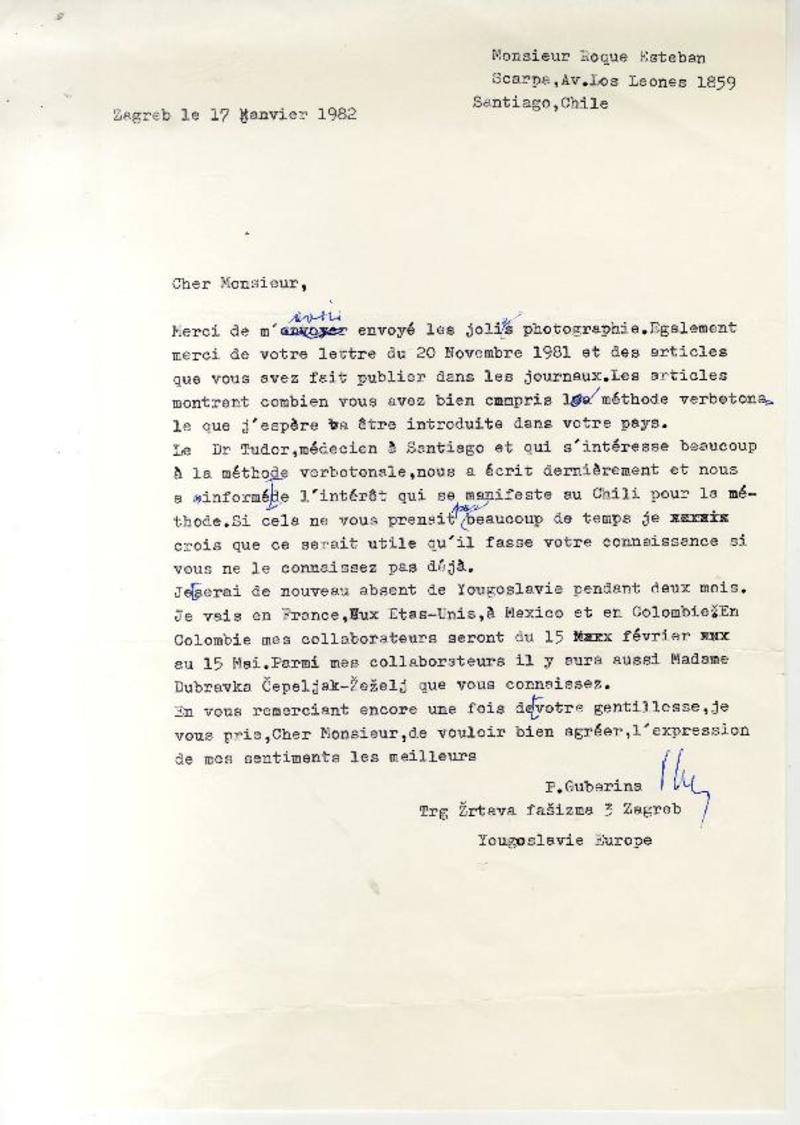 Monsieur Roque Esteban
Scarpa,Av.Los Leones 1859
Santiago,Chile
Zagreb le 17 Janvier 1982
Cher Monsieur,
avoir
Merci de m'envoyer envoyé les jolis photographie.Egalement
merci de votre lettre du 20 Novembre 1981 et des articles
que vous avez fait publier dans les journaux.Les articles
montrent combien vous avez bien cmmpris la méthode verbotona-
le que j'espère va être introduite dans votre pays.
Le Dr Tudor,médecien à Santiago et qui s'intéresse beaucoup
à la méthode verbotonale,nous a écrit dernièrement et nous
a informé de l'intérêt qui se manifeste au Chili pour la mé-
thode.Si cela ne vous prensit pas beaucoup de temps je
crois que ce serait utile qu'il fasse votre connaissance si
vous ne le connaissez pas déjà.
Je serai de nouveau absent de Yougoslavie pendant deux mois.
Je vais en France,Aux Etas-Unis,à Mexico et en Colombie.En
Colombie mes collaborateurs seront du 15 février
au 15 Mai.Parmi mes collaborateurs il y aura aussi Madame
Dubravka Čepeljak-Žeželj que vous connaissez.
En vous remerciant encore une fois de votre gentillesse,je
vous prie,Cher Monsieur,de vouloir bien agréer,l'expression
de mes sentiments les meilleurs
P.Guberina
Trg Žrtava fašizma 3 Zagreb
Yougoslavie Europe